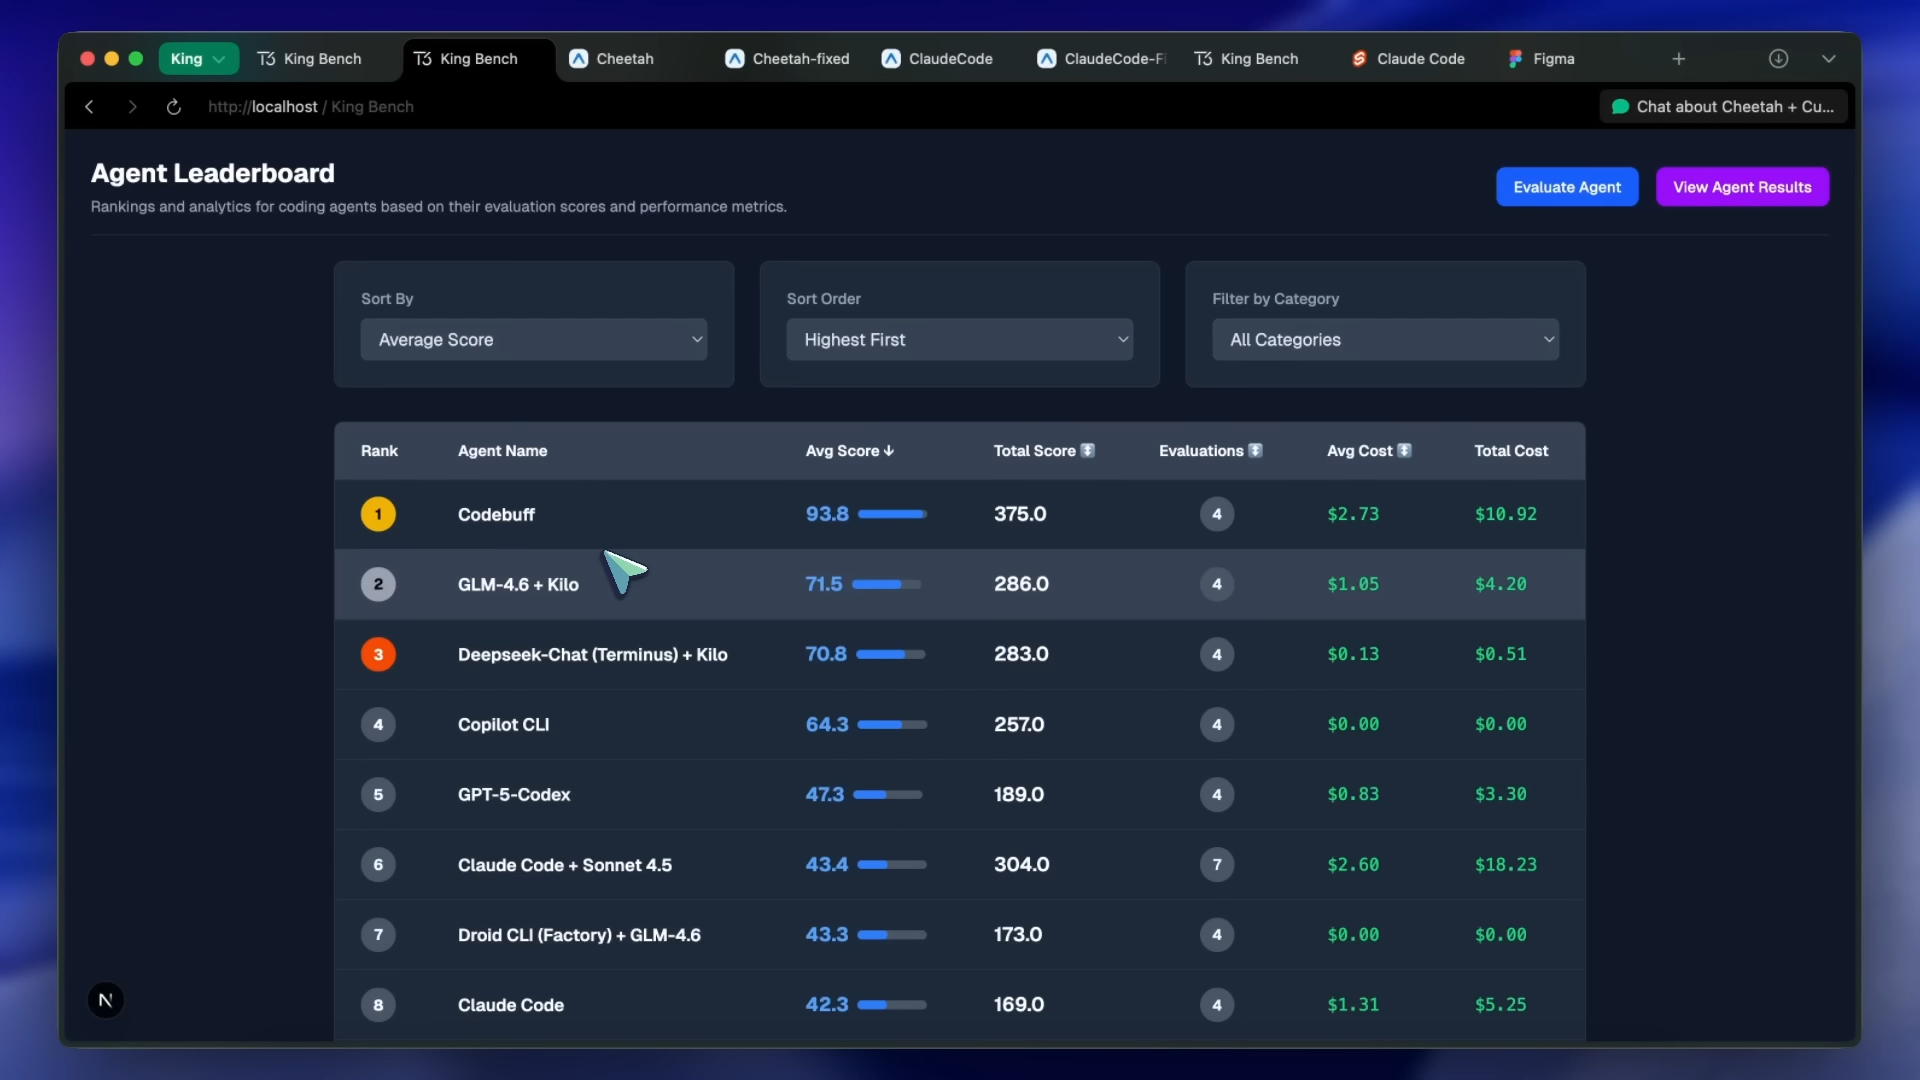 King
King Bench
King Bench
Cheetah
Cheetah-fixed
ClaudeCode
ClaudeCode-Fi
King Bench
Claude Code
Figma
http://localhost / King Bench
Chat about Cheetah + Cu...
Agent Leaderboard
Rankings and analytics for coding agents based on their evaluation scores and performance metrics.
Evaluate Agent
View Agent Results
Sort By
Average Score
Sort Order
Highest First
Filter by Category
All Categories
Rank Agent Name Avg Score ↓ Total Score Evaluations Avg Cost Total Cost
1 Codebuff 93.8 375.0 4 $2.73 $10.92
2 GLM-4.6 + Kilo 71.5 286.0 4 $1.05 $4.20
3 Deepseek-Chat (Terminus) + Kilo 70.8 283.0 4 $0.13 $0.51
4 Copilot CLI 64.3 257.0 4 $0.00 $0.00
5 GPT-5-Codex 47.3 189.0 4 $0.83 $3.30
6 Claude Code + Sonnet 4.5 43.4 304.0 7 $2.60 $18.23
7 Droid CLI (Factory) + GLM-4.6 43.3 173.0 4 $0.00 $0.00
8 Claude Code 42.3 169.0 4 $1.31 $5.25
N